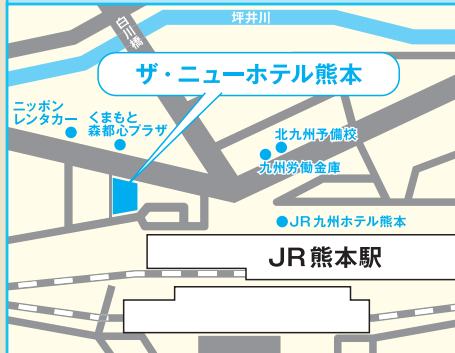 坪井川
白川橋
ザ・ニューホテル熊本
ニッポン
レンタカー
くまもと
森都心プラザ
北九州予備校
九州労働金庫
JR九州ホテル熊本
JR熊本駅